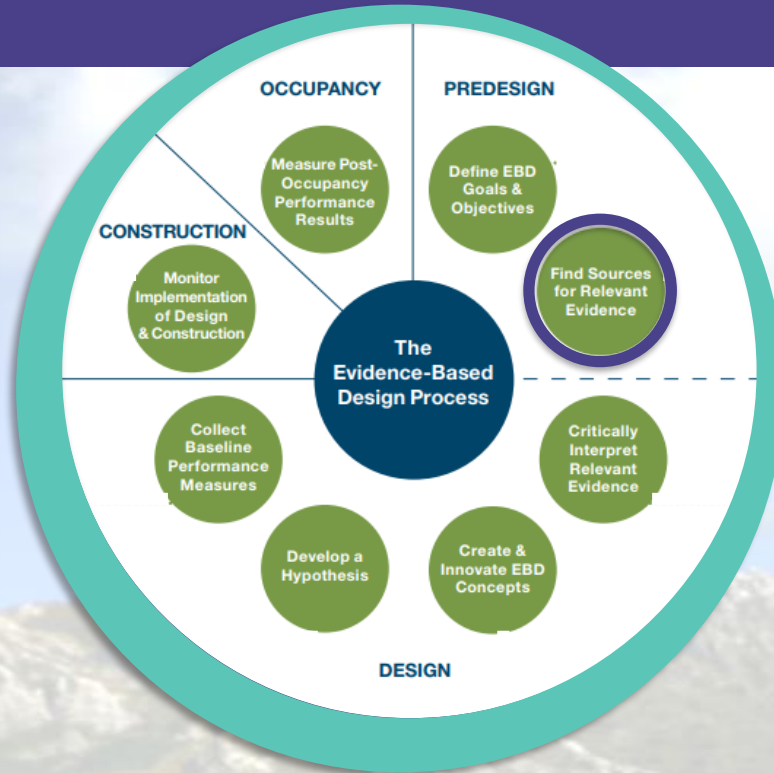 OCCUPANCY
PREDESIGN
Measure Post-
Occupancy
Performance
Results
Define EBD
Goals &
Objectives
CONSTRUCTION
Monitor
Implementation
of Design
& Construction
Find Sources
for Relevant
Evidence
The
Evidence-Based
Design Process
Collect
Baseline
Performance
Measures
Critically
Interpret
Relevant
Evidence
Develop a
Hypothesis
Create &
Innovate EBD
Concepts
DESIGN